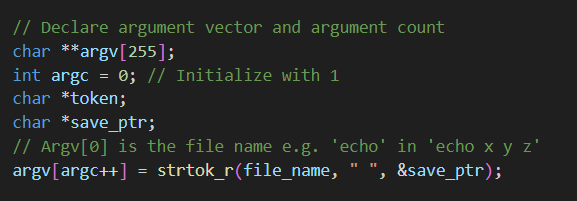 // Declare argument vector and argument count
char **argv[255];
int argc = 0; // Initialize with 1
char *token;
char *save_ptr;
// Argv[0] is the file name e.g. 'echo' in 'echo x y z'
argv[argc++] = strtok_r(file_name, " ", &save_ptr);